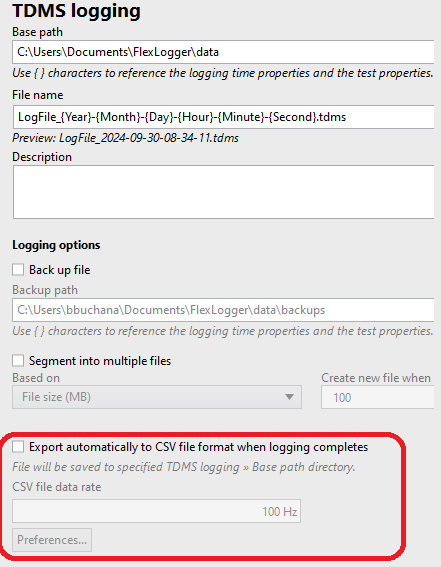 TDMS logging
Base path
C:\Users\Documents\FlexLogger\data
Use { } characters to reference the logging time properties and the test properties.
File name
LogFile_{Year}-{Month}-{Day}-{Hour}-{Minute}-{Second}.tdms
Preview: LogFile_2024-09-30-08-34-11.tdms
Description
Logging options
Back up file
Backup path
C:\Users\bbuchana\Documents\FlexLogger\data\backups
Use { } characters to reference the logging time properties and the test properties.
Segment into multiple files
Based on Create new file when
File size (MB) 100
Export automatically to CSV file format when logging completes
File will be saved to specified TDMS logging » Base path directory.
CSV file data rate
100 Hz
Preferences...